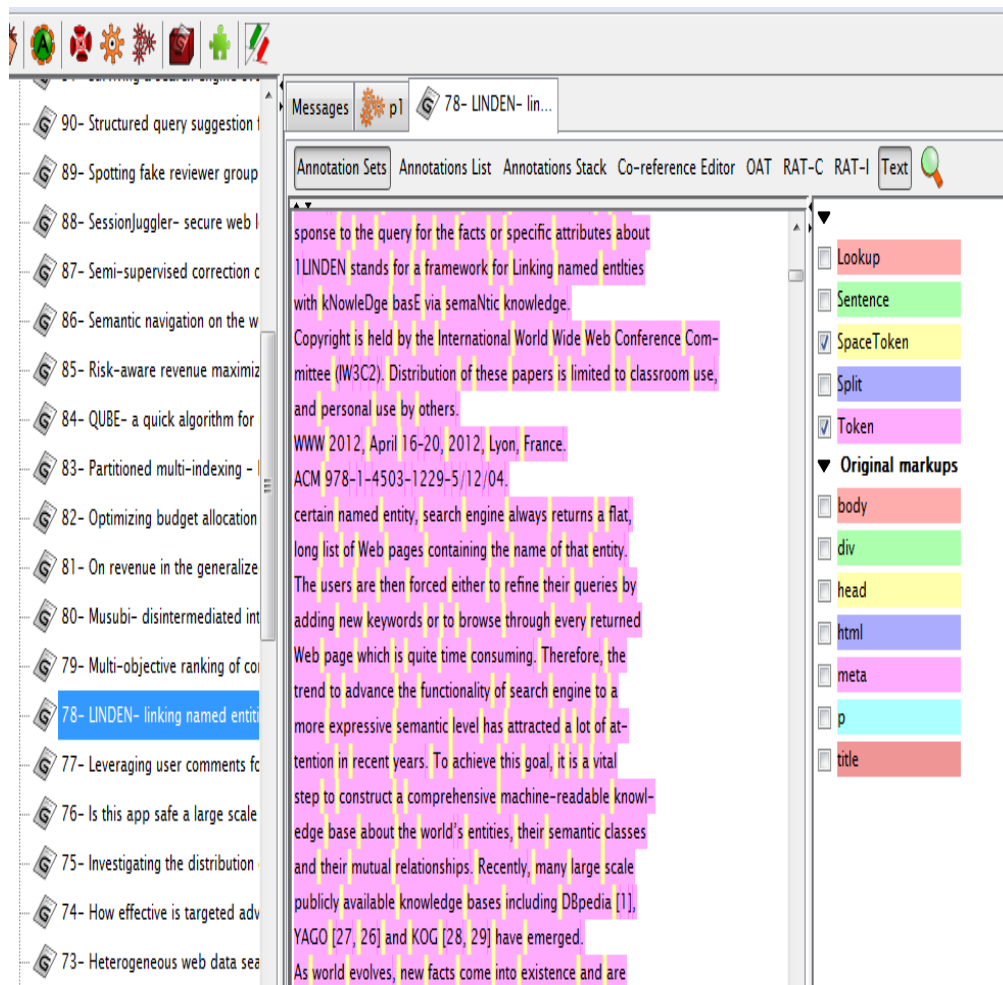 90- Structured query suggestion
89- Spotting fake reviewer group
88- SessionJuggler- secure web l
87- Semi-supervised correction o
86- Semantic navigation on the w
85- Risk-aware revenue maximiz
84- QUBE- a quick algorithm for
83- Partitioned multi-indexing -
82- Optimizing budget allocation
81- On revenue in the generalize
80- Musubi- disintermediated int
79- Multi-objective ranking of co
78- LINDEN- linking named entiti
77- Leveraging user comments fo
76- Is this app safe a large scale
75- Investigating the distribution
74- How effective is targeted adv
73- Heterogeneous web data sea
Messages p1 78- LINDEN- lin...
Annotation Sets Annotations List Annotations Stack Co-reference Editor OAT RAT-C RAT-I Text
sponse to the query for the facts or specific attributes about
1LINDEN stands for a framework for Linking named entIties
with kNowleDge basE via semaNtic knowledge.
Copyright is held by the International World Wide Web Conference Com-
mittee (IW3C2). Distribution of these papers is limited to classroom use,
and personal use by others.
WWW 2012, April 16-20, 2012, Lyon, France.
ACM 978-1-4503-1229-5/12/04.
certain named entity, search engine always returns a flat,
long list of Web pages containing the name of that entity.
The users are then forced either to refine their queries by
adding new keywords or to browse through every returned
Web page which is quite time consuming. Therefore, the
trend to advance the functionality of search engine to a
more expressive semantic level has attracted a lot of at-
tention in recent years. To achieve this goal, it is a vital
step to construct a comprehensive machine-readable knowl-
edge base about the world's entities, their semantic classes
and their mutual relationships. Recently, many large scale
publicly available knowledge bases including DBpedia [1],
YAGO [27, 26] and KOG [28, 29] have emerged.
As world evolves, new facts come into existence and are
Lookup
Sentence
SpaceToken
Split
Token
Original markups
body
div
head
html
meta
p
title